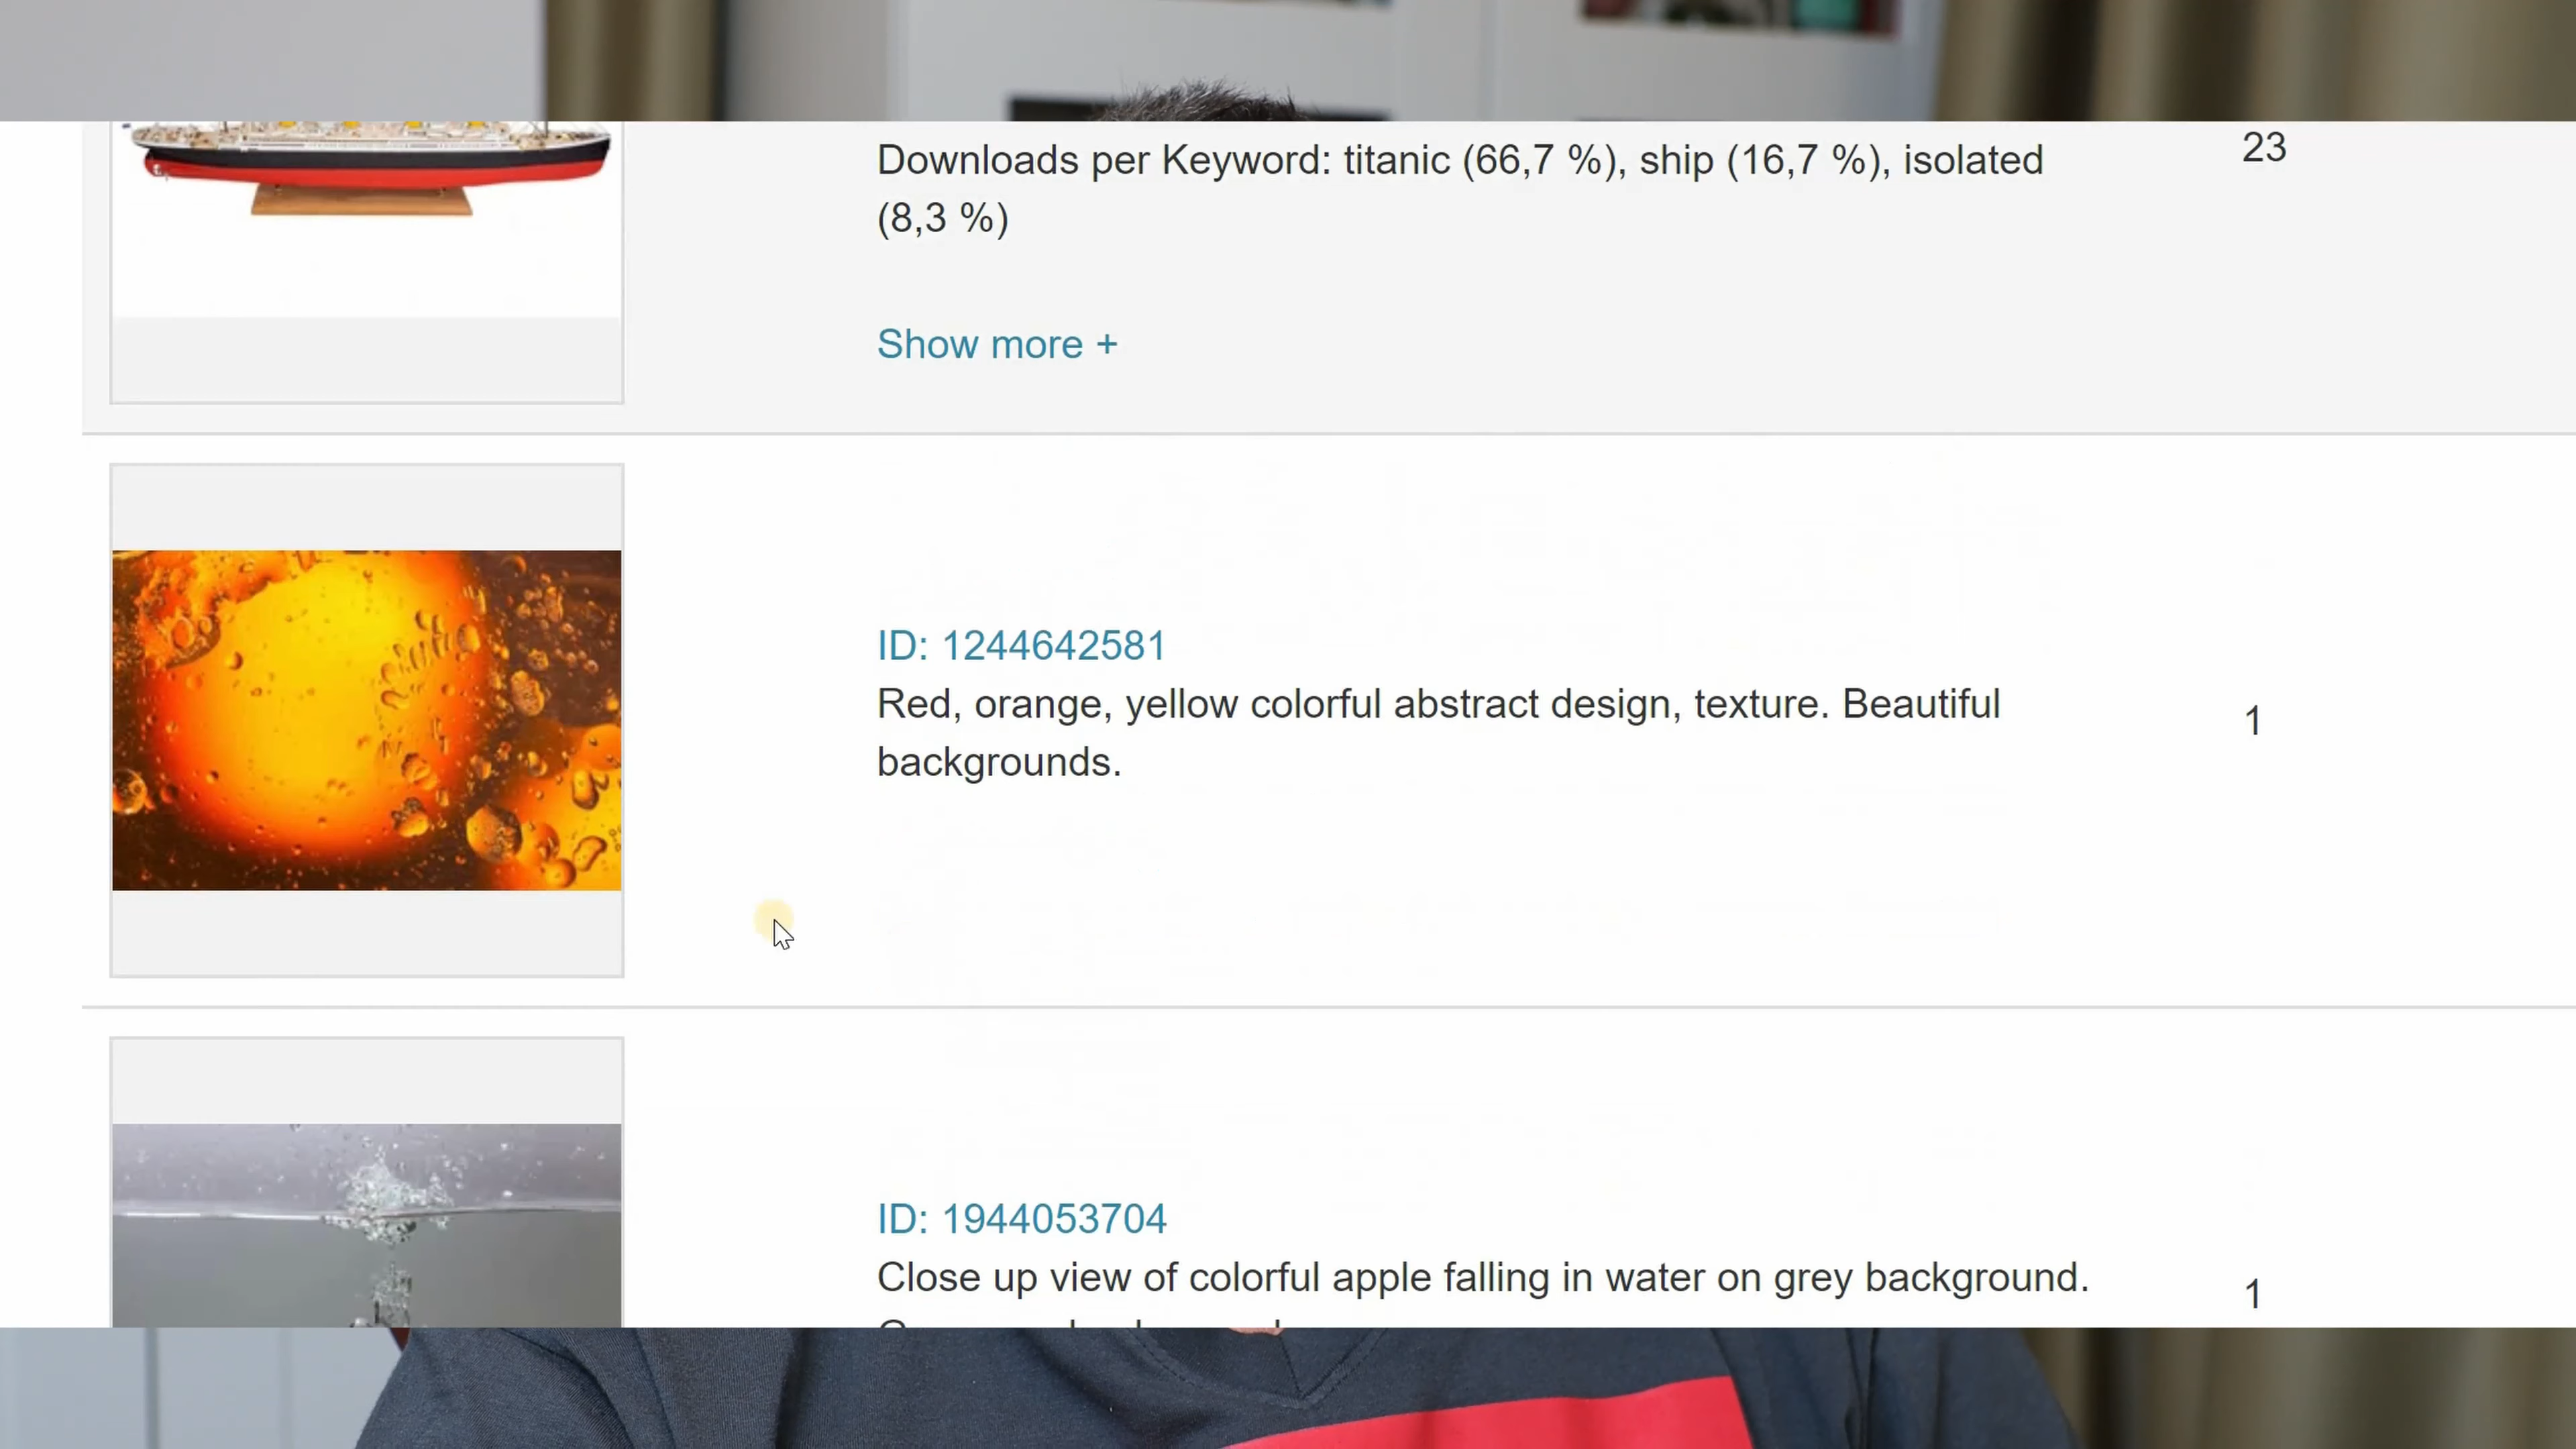 Downloads per Keyword: titanic (66,7 %), ship (16,7 %), isolated
(8,3 %)
23
Show more +
ID: 1244642581
Red, orange, yellow colorful abstract design, texture. Beautiful
backgrounds.
1
ID: 1944053704
Close up view of colorful apple falling in water on grey background.
1